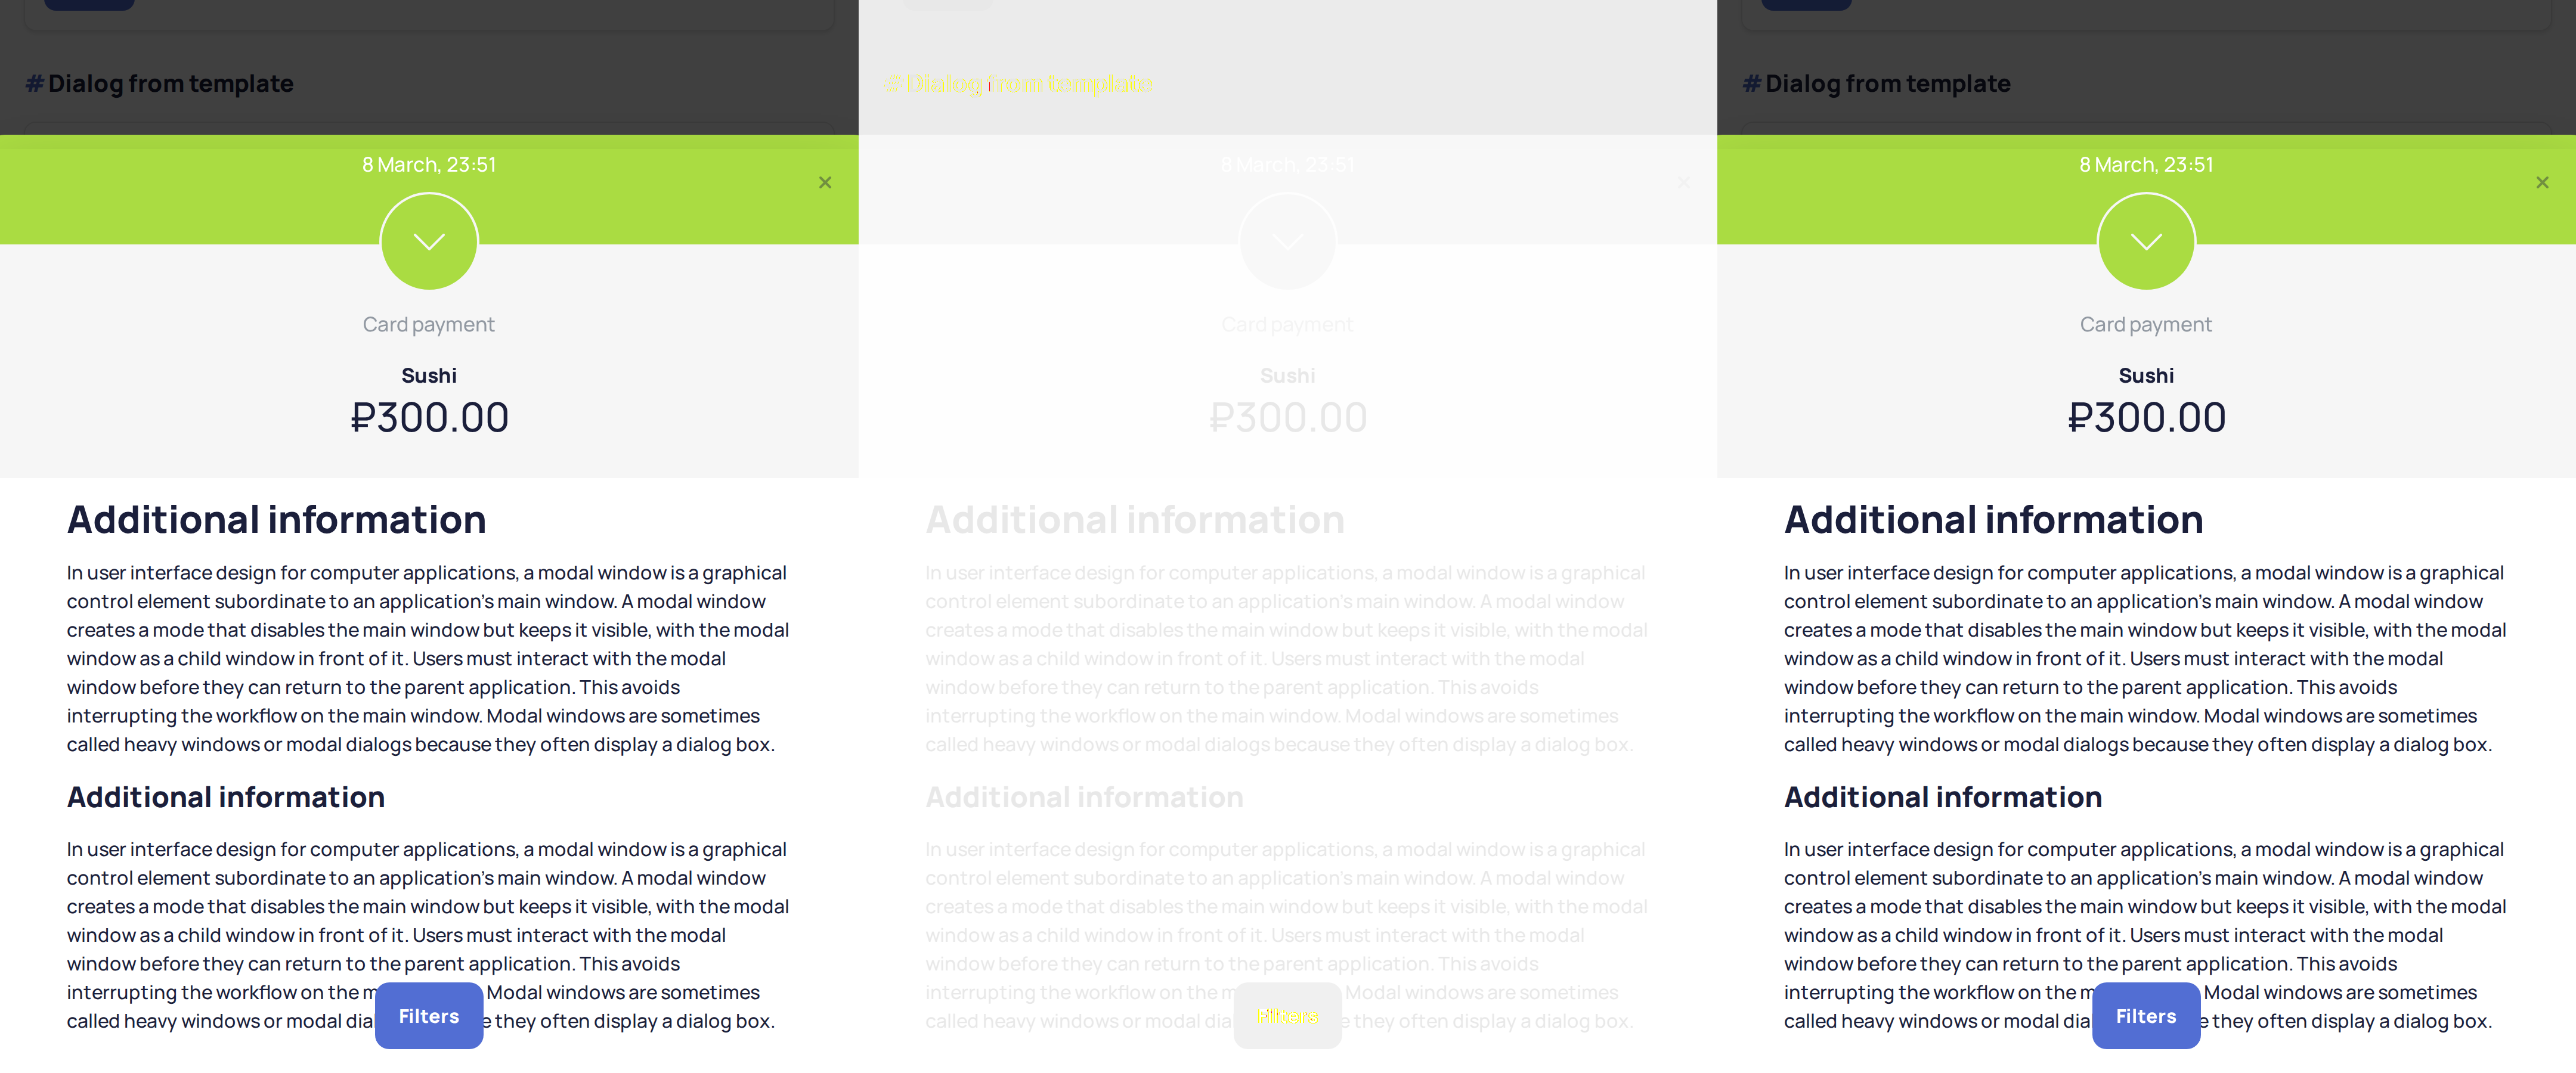 # Dialog from template
8 March, 23:51
×
Card payment
Sushi
₽300.00
Additional information
In user interface design for computer applications, a modal window is a graphical
control element subordinate to an application's main window. A modal window
creates a mode that disables the main window but keeps it visible, with the modal
window as a child window in front of it. Users must interact with the modal
window before they can return to the parent application. This avoids
interrupting the workflow on the main window. Modal windows are sometimes
called heavy windows or modal dialogs because they often display a dialog box.
Additional information
In user interface design for computer applications, a modal window is a graphical
control element subordinate to an application's main window. A modal window
creates a mode that disables the main window but keeps it visible, with the modal
window as a child window in front of it. Users must interact with the modal
window before they can return to the parent application. This avoids
interrupting the workflow on the m Modal windows are sometimes
called heavy windows or modal dial e they often display a dialog box.
Filters
# Dialog from template
8 March, 23:51
×
Card payment
Sushi
₽300.00
Additional information
In user interface design for computer applications, a modal window is a graphical
control element subordinate to an application's main window. A modal window
creates a mode that disables the main window but keeps it visible, with the modal
window as a child window in front of it. Users must interact with the modal
window before they can return to the parent application. This avoids
interrupting the workflow on the main window. Modal windows are sometimes
called heavy windows or modal dialogs because they often display a dialog box.
Additional information
In user interface design for computer applications, a modal window is a graphical
control element subordinate to an application's main window. A modal window
creates a mode that disables the main window but keeps it visible, with the modal
window as a child window in front of it. Users must interact with the modal
window before they can return to the parent application. This avoids
interrupting the workflow on the m Modal windows are sometimes
called heavy windows or modal dia e they often display a dialog box.
Filters
# Dialog from template
8 March, 23:51
×
Card payment
Sushi
₽300.00
Additional information
In user interface design for computer applications, a modal window is a graphical
control element subordinate to an application's main window. A modal window
creates a mode that disables the main window but keeps it visible, with the modal
window as a child window in front of it. Users must interact with the modal
window before they can return to the parent application. This avoids
interrupting the workflow on the main window. Modal windows are sometimes
called heavy windows or modal dialogs because they often display a dialog box.
Additional information
In user interface design for computer applications, a modal window is a graphical
control element subordinate to an application's main window. A modal window
creates a mode that disables the main window but keeps it visible, with the modal
window as a child window in front of it. Users must interact with the modal
window before they can return to the parent application. This avoids
interrupting the workflow on the m Modal windows are sometimes
called heavy windows or modal dia e they often display a dialog box.
Filters